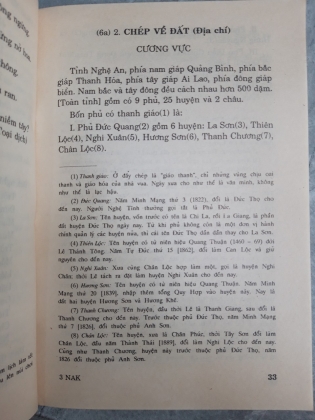 (6a) 2. CHÉP VỀ ĐẤT (Địa chí)
CƯƠNG VỰC
Tỉnh Nghệ An, phía nam giáp Quảng Bình, phía bắc
giáp Thanh Hóa, phía tây giáp Ai Lao, phía đông giáp
biển. Nam bắc và tây đông đều cách nhau hơn 500 dặm.
[Toàn tỉnh] gồm có 9 phủ, 25 huyện và 2 châu.
Bốn phủ có thanh giáo(1) là:
I. Phủ Đức Quang(2) gồm 6 huyện: La Sơn(3), Thiên
Lộc(4), Nghi Xuân(5), Hương Sơn(6), Thanh Chương(7),
Chân Lộc(8).
(1) Thanh giáo: Ở đây chép là "giáo thanh", chỉ những vùng chịu oai
thanh và giáo hóa của nhà vua. Ngày xưa cho như thế là văn minh, không
như thế là lạc hậu.
(2) Đức Quang: Năm Minh Mạng thứ 3 [1822], đổi là Đức Thọ cho
đến nay. Người Nghệ Tĩnh thường gọi tắt là Phủ Đức.
(3) La Sơn: Tên huyện, vốn trước có tên là Chi La, rồi La Giang, là phần
đất huyện Đức Thọ ngày nay. Từ khi phủ không còn là một đơn vị hành
chính quản lý các huyện nữa, thì cái tên Đức Thọ dần dần thay cho La Sơn.
(4) Thiên Lộc: Tên huyện có từ niên hiệu Quang Thuận [1460 - 69] đời
Lê Thánh Tông. Năm Tự Đức thứ 15 [1862], đổi làm Can Lộc và giữ
nguyên cho đến nay.
(5) Nghi Xuân: Xưa cùng Chân Lộc hợp làm một, gọi là huyện Nghi
Chân; thời Lê tách ra đặt làm huyện Nghi Xuân cho đến nay.
(6) Hương Sơn: Tên huyện có từ niên hiệu Quang Thuận. Năm Minh
Mạng thứ 20 [1839], nhập thêm tổng Quy Hợp vào huyện này. Nay là
đất hai huyện Hương Sơn và Hương Khê.
(7) Thanh Chương: Tên huyện, đầu thời Lê là Thanh Giang, sau đổi là
Thanh Chương cho đến nay. Trước thuộc phủ Đức Thọ, năm Minh Mạng
thứ 7 [1826], đổi thuộc phủ Anh Sơn.
(8) Chân Lộc: Tên huyện, xưa là Chân Phúc, thời Tây Sơn đổi làm
Chân Lộc, đầu năm Thành Thái [1889], đổi làm Nghi Lộc cho đến nay.
Cũng như Thanh Chương, huyện này trước thuộc phủ Đức Thọ, năm
1826 đổi thuộc phủ Anh Sơn.
3 NAK
33